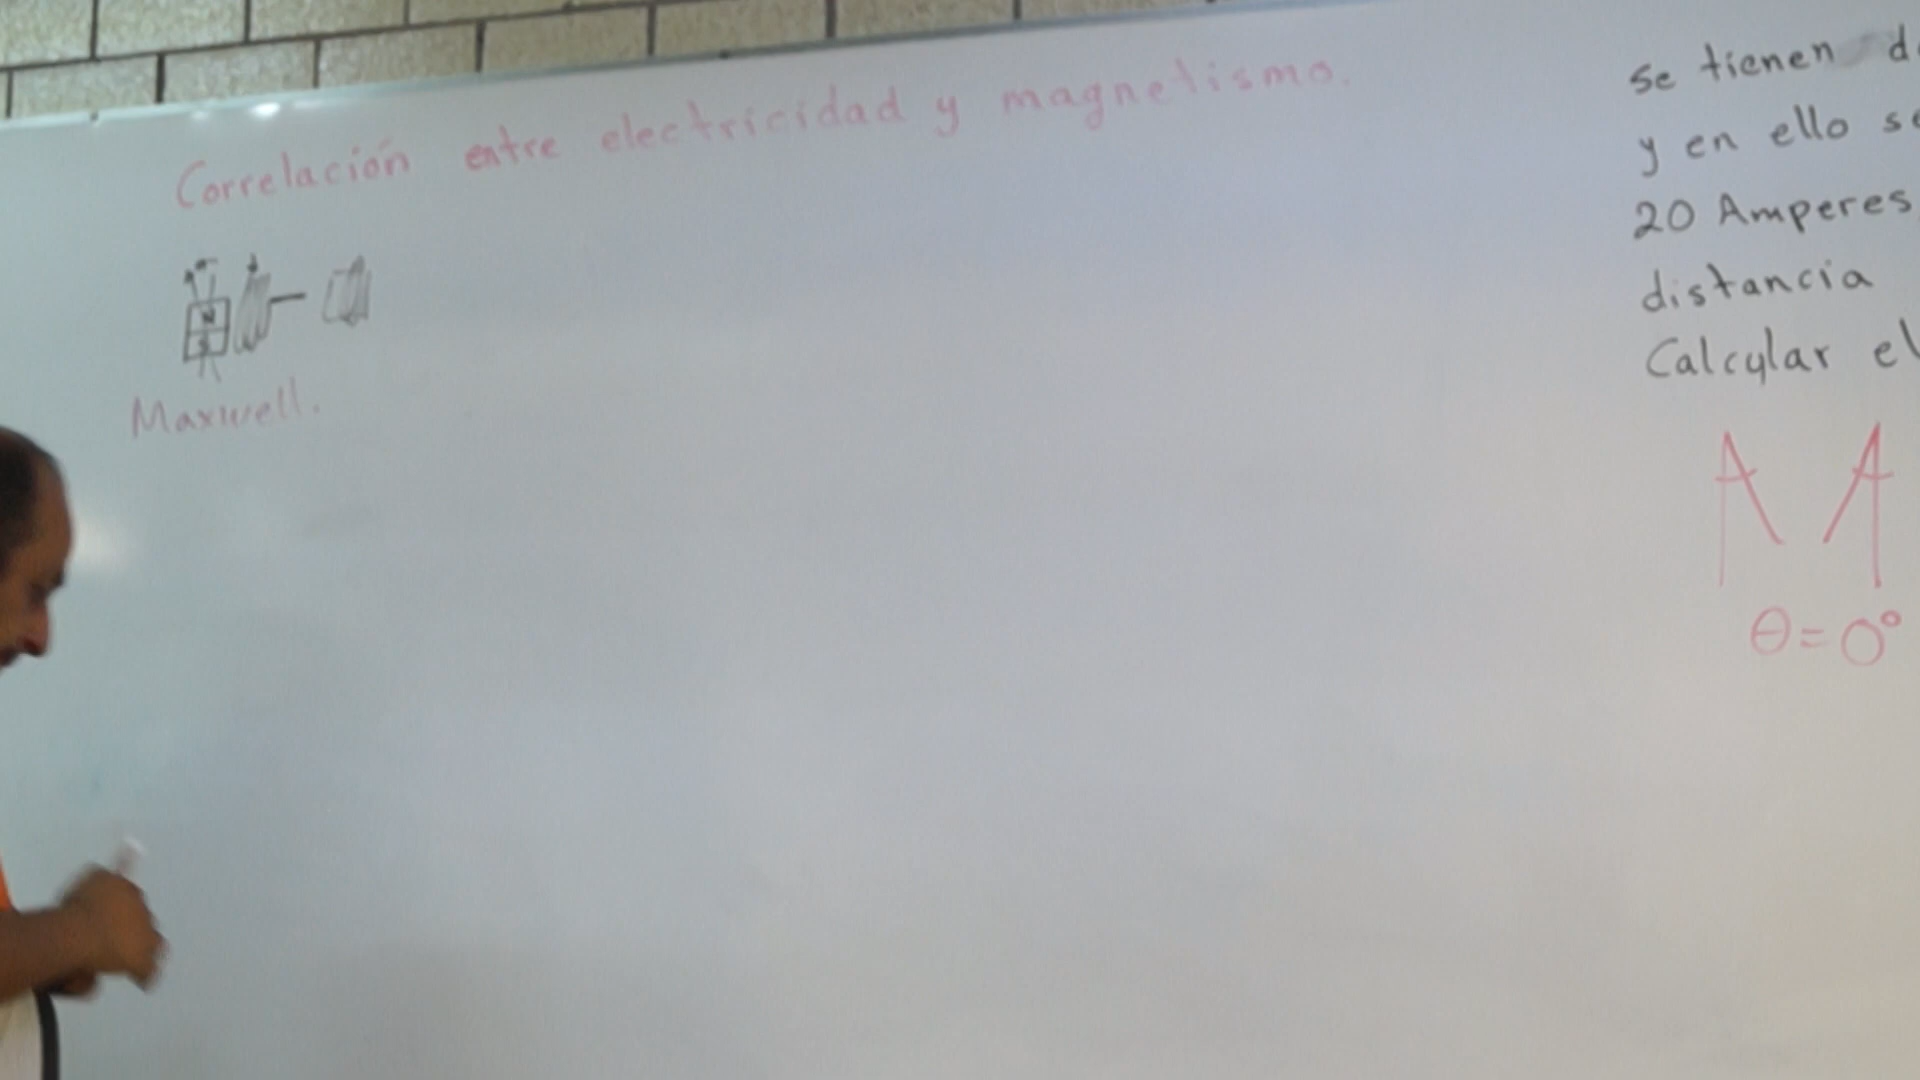 Correlación entre electricidad y magnetismo.
N
S
Maxwell.
se tienen
y en ello
20 Amperes
distancia
Calcular el
θ=0°